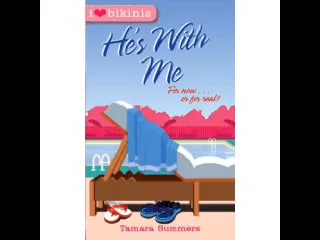 i ♥ bikinis
He's With
Me
For now . . .
or for real?
Tamara Summers